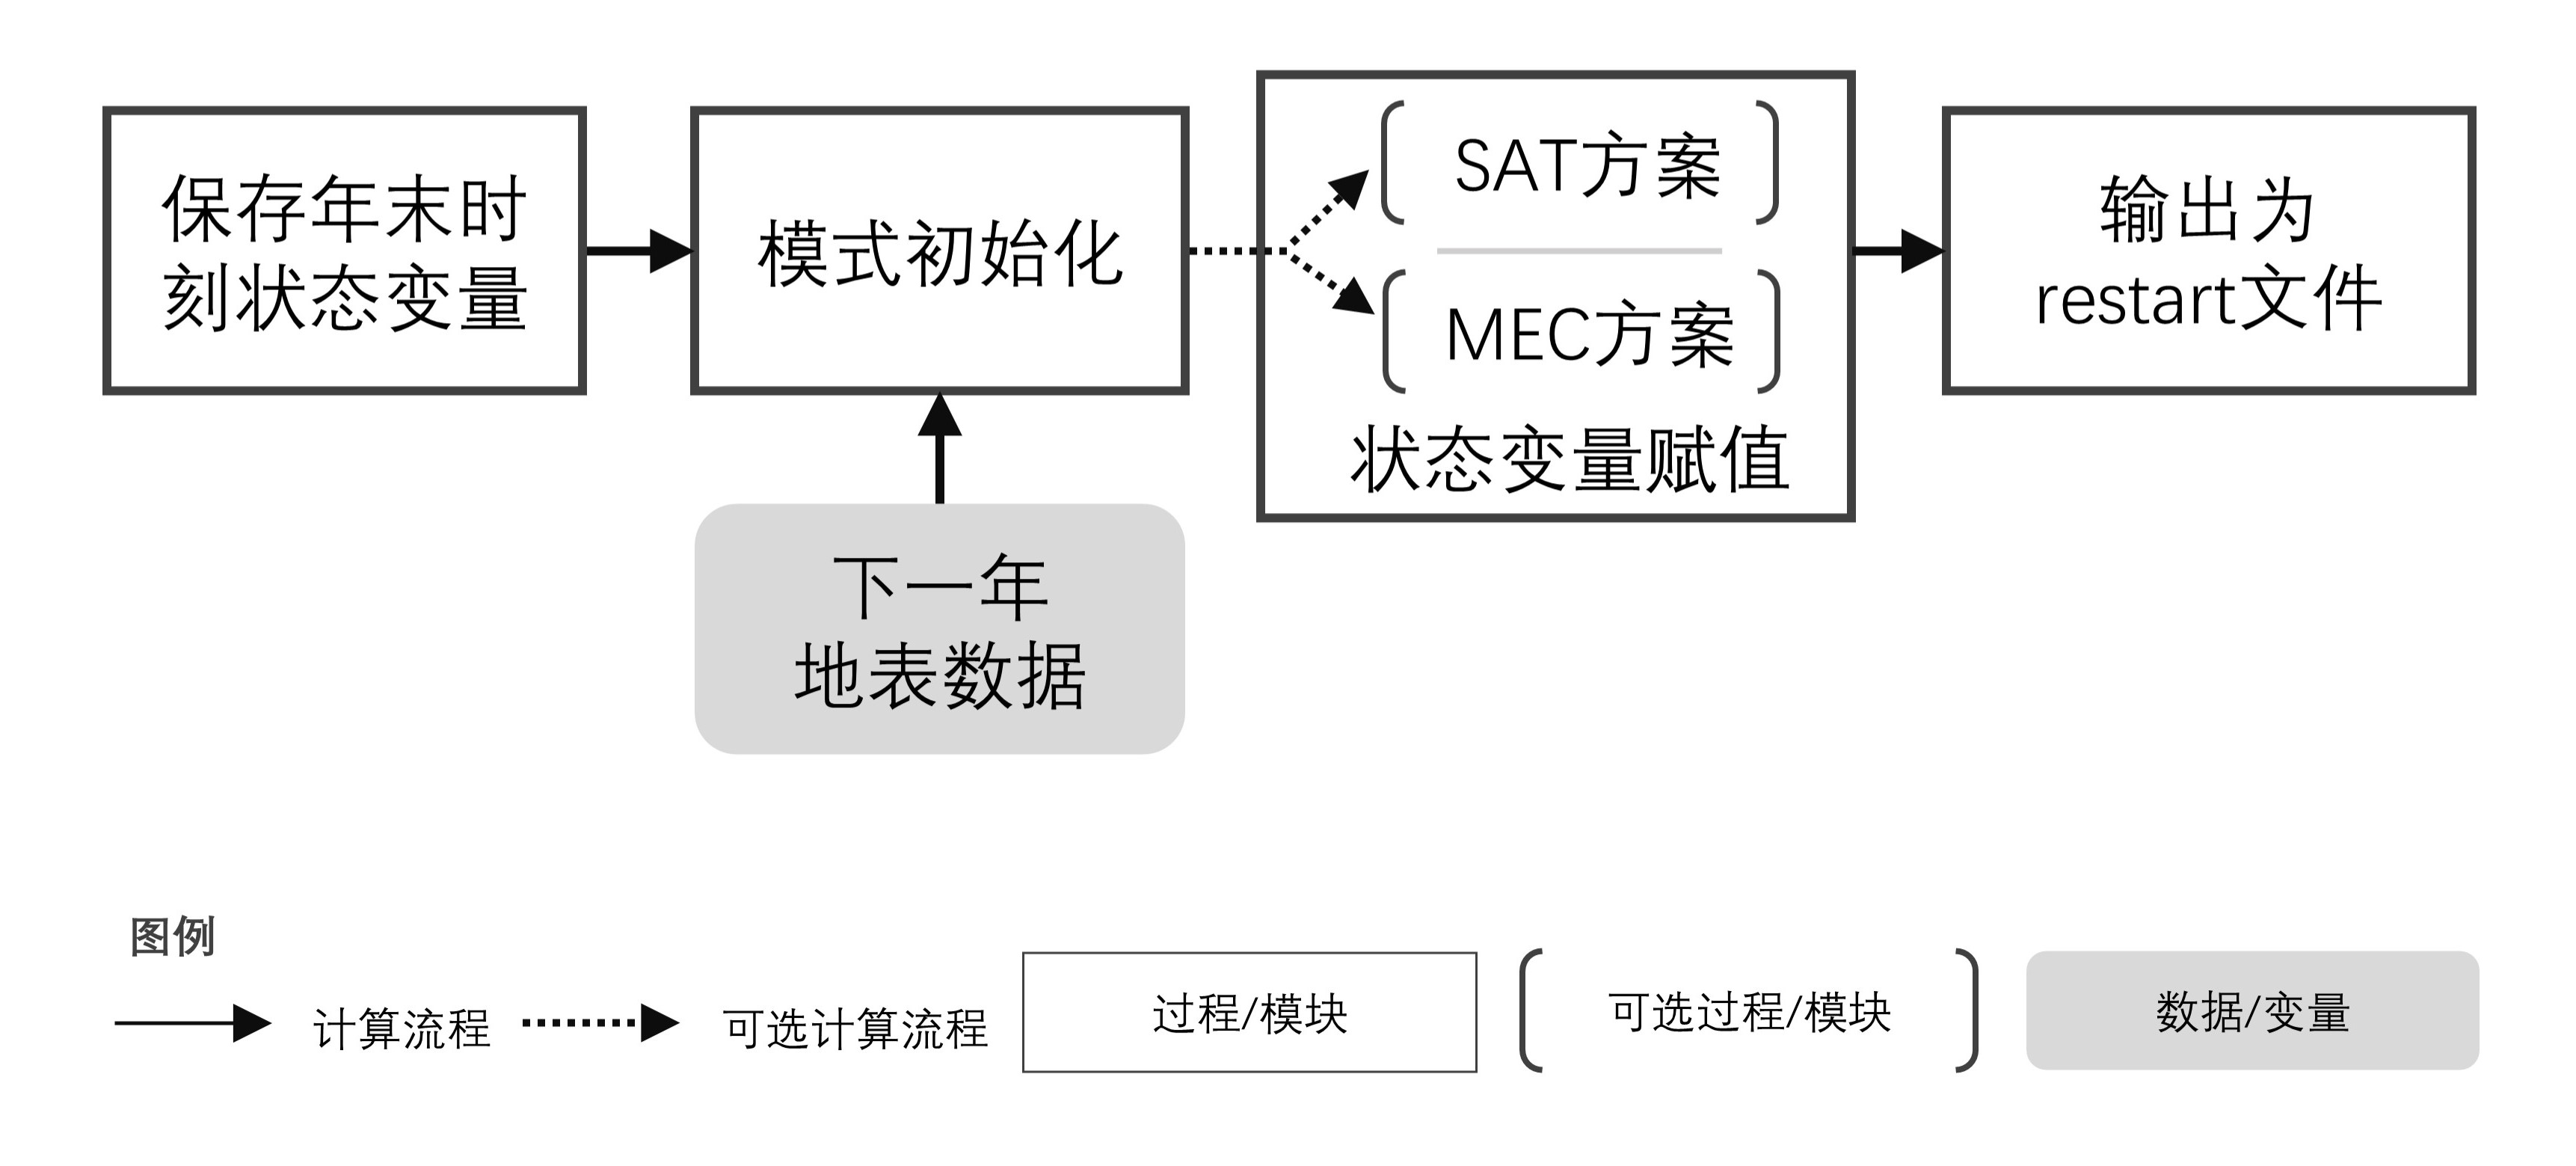 保存年末时
刻状态变量
模式初始化
SAT方案
MEC方案
状态变量赋值
输出为
restart文件
下一年
地表数据
图例
计算流程
可选计算流程
过程/模块
可选过程/模块
数据/变量